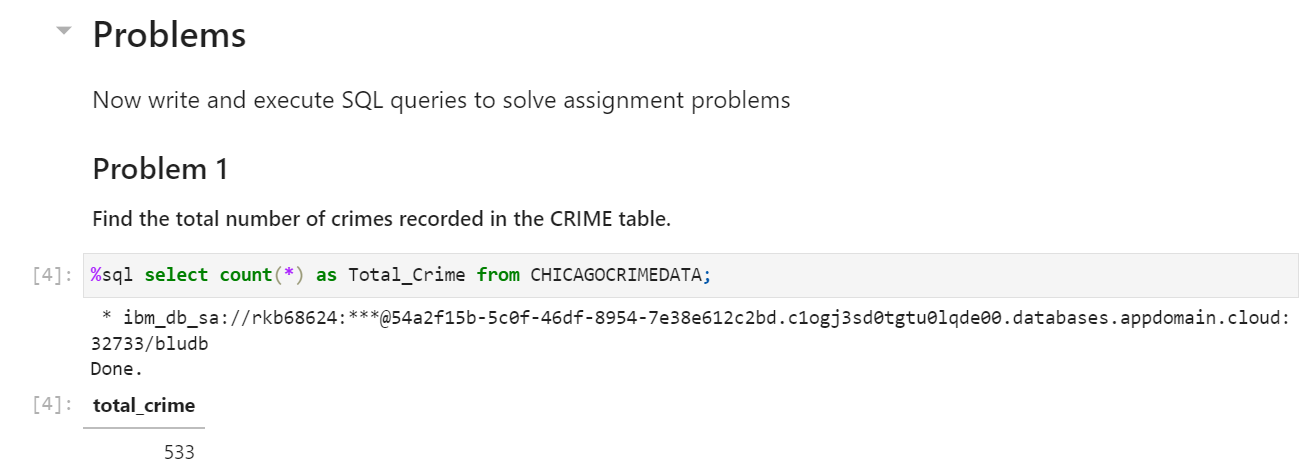 Problems
Now write and execute SQL queries to solve assignment problems
Problem 1
Find the total number of crimes recorded in the CRIME table.
[4]: %sql select count(*) as Total_Crime from CHICAGOCRIMEDATA;
* ibm_db_sa://rkb68624:***@54a2f15b-5c0f-46df-8954-7e38e612c2bd.c1ogj3sd0tgtu0lqde00.databases.appdomain.cloud:
32733/bludb
Done.
[4]: total_crime
533